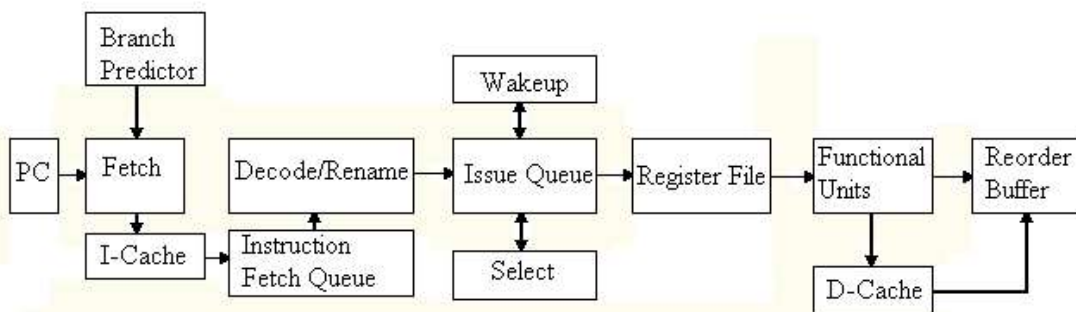 Branch
Predictor
Wakeup
PC
Fetch
Decode/Rename
Issue Queue
Register File
Functional
Units
Reorder
Buffer
I-Cache
Instruction
Fetch Queue
Select
D-Cache